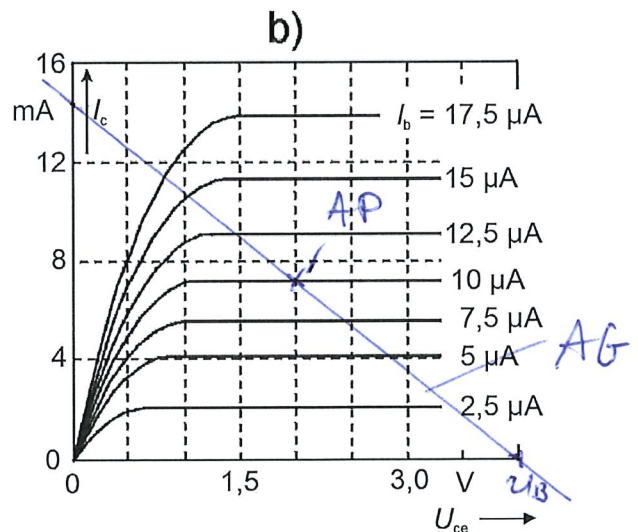 b)
16
mA
I_c
I_b = 17,5 µA
12
15 µA
AP
12,5 µA
8
10 µA
7,5 µA
AG
4
5 µA
2,5 µA
0
0 1,5 3,0 V
U_B
U_ce